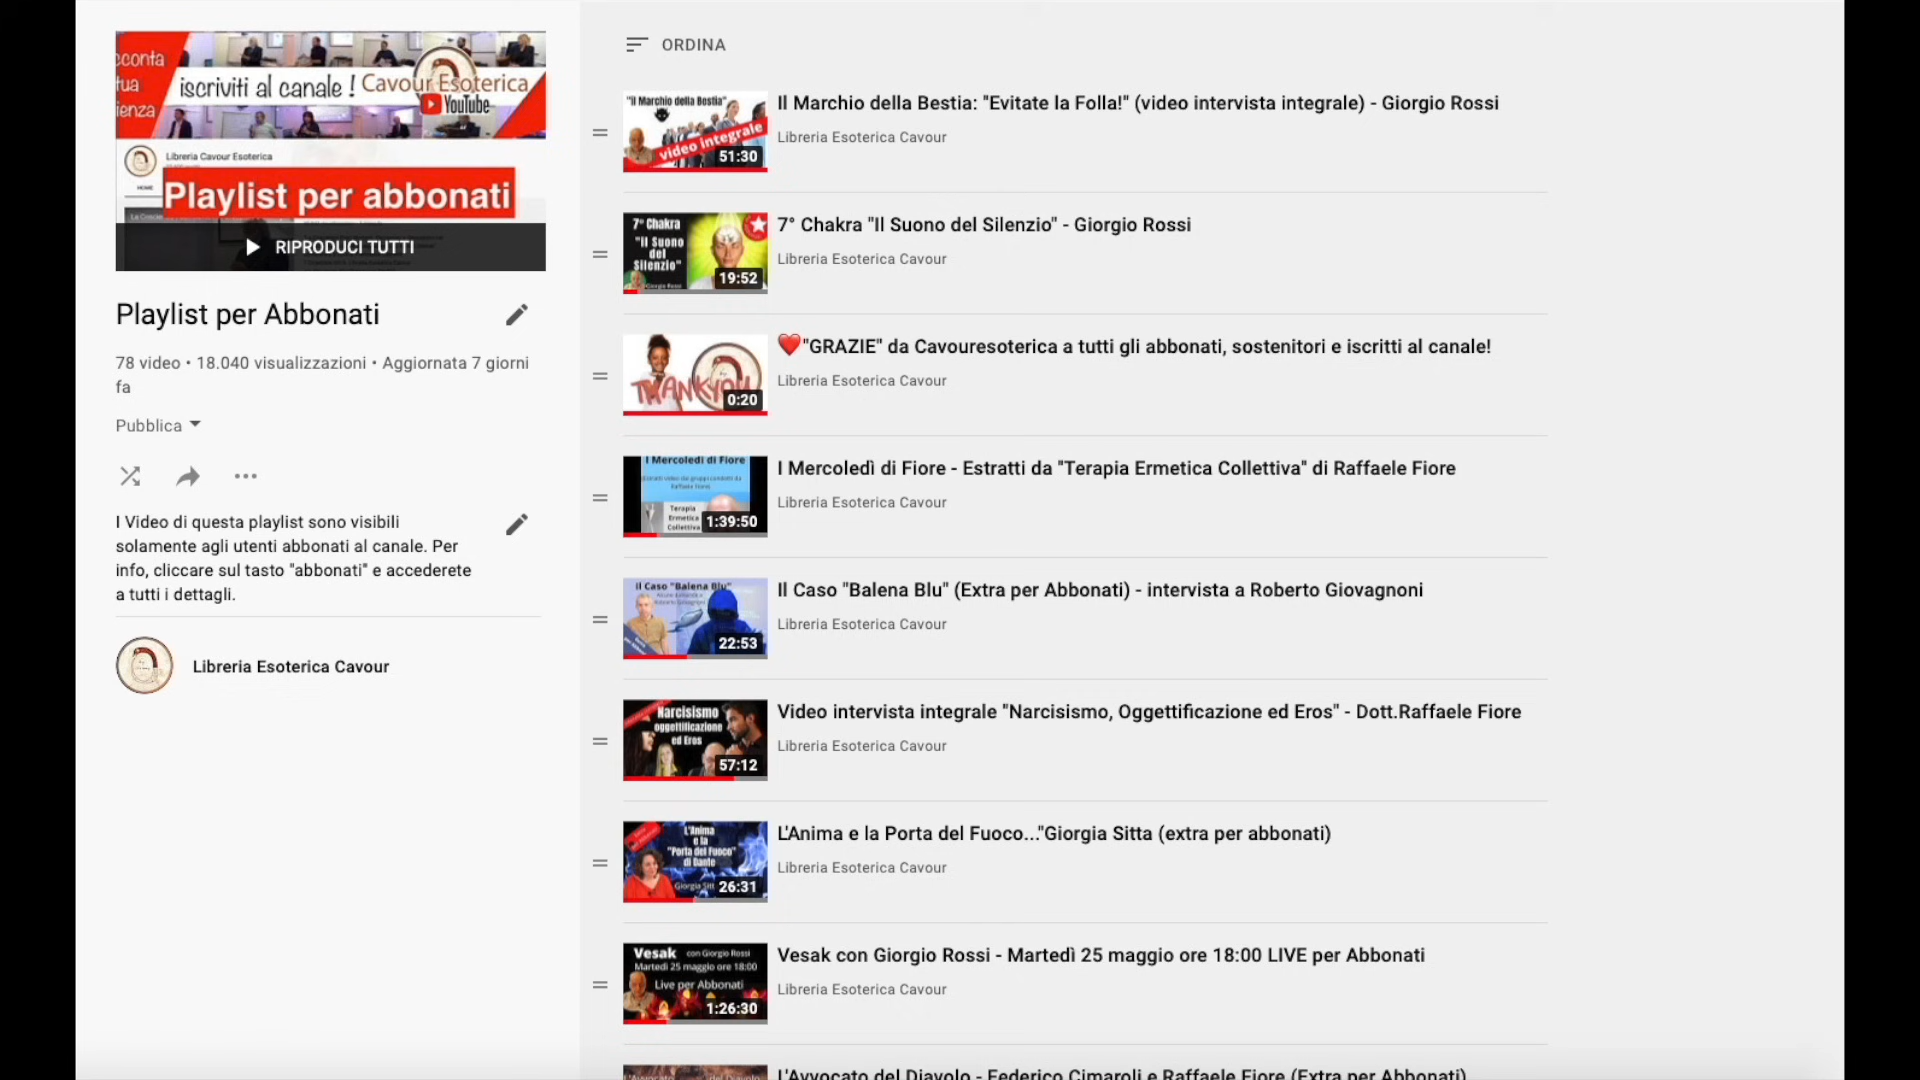 cconta
tua
ienza
iscriviti al canale ! Cavour Esoterica
YouTube
Libreria Cavour Esoterica
HOME
Playlist per abbonati
RIPRODUCI TUTTI
Playlist per Abbonati
78 video • 18.040 visualizzazioni • Aggiornata 7 giorni
fa
Pubblica
I Video di questa playlist sono visibili
solamente agli utenti abbonati al canale. Per
info, cliccare sul tasto "abbonati" e accederete
a tutti i dettagli.
Libreria Esoterica Cavour
ORDINA
"il Marchio della Bestia"
video integrale
51:30
Il Marchio della Bestia: "Evitate la Folla!" (video intervista integrale) - Giorgio Rossi
Libreria Esoterica Cavour
7° Chakra
"Il Suono
del
Silenzio"
Giorgio Rossi
19:52
7° Chakra "Il Suono del Silenzio" - Giorgio Rossi
Libreria Esoterica Cavour
THANK YOU
0:20
❤️"GRAZIE" da Cavouresoterica a tutti gli abbonati, sostenitori e iscritti al canale!
Libreria Esoterica Cavour
I Mercoledì di Fiore
Terapia
Ermetica
Collettiva
1:39:50
I Mercoledì di Fiore - Estratti da "Terapia Ermetica Collettiva" di Raffaele Fiore
Libreria Esoterica Cavour
il Caso "Balena Blu"
22:53
Il Caso "Balena Blu" (Extra per Abbonati) - intervista a Roberto Giovagnoni
Libreria Esoterica Cavour
Narcisismo
oggettificazione
ed Eros
57:12
Video intervista integrale "Narcisismo, Oggettificazione ed Eros" - Dott.Raffaele Fiore
Libreria Esoterica Cavour
L'Anima
e la
"Porta del Fuoco"
di Dante
Giorgia Sitt
26:31
L'Anima e la Porta del Fuoco..."Giorgia Sitta (extra per abbonati)
Libreria Esoterica Cavour
Vesak con Giorgio Rossi
Martedì 25 maggio ore 18:00
Live per Abbonati
1:26:30
Vesak con Giorgio Rossi - Martedì 25 maggio ore 18:00 LIVE per Abbonati
Libreria Esoterica Cavour
L'Avvocato del Diavolo - Federico Cimaroli e Raffaele Fiore (Extra per Abbonati)